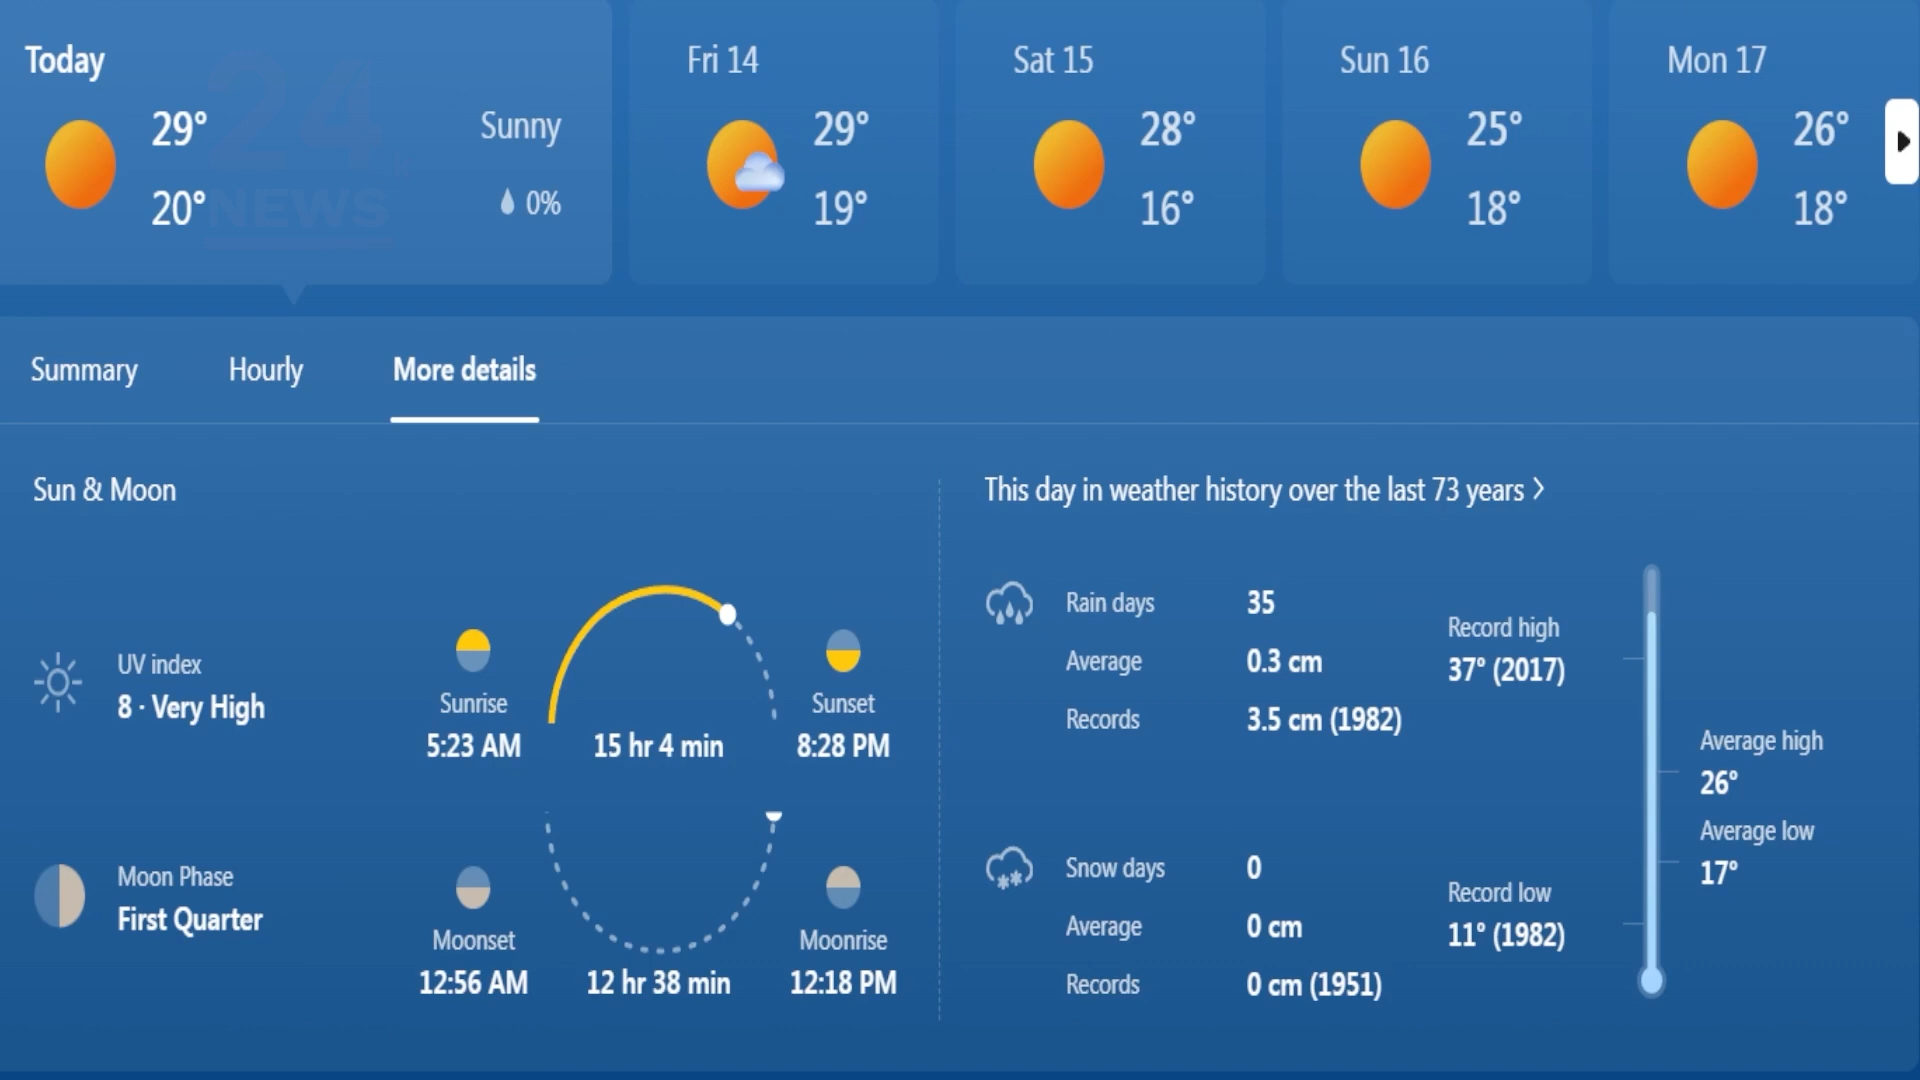 Today
29°
20°
Sunny
0%
24
NEWS
Fri 14
29°
19°
Sat 15
28°
16°
Sun 16
25°
18°
Mon 17
26°
18°
Summary
Hourly
More details
Sun & Moon
UV index
8 · Very High
Sunrise
5:23 AM
15 hr 4 min
Sunset
8:28 PM
Moon Phase
First Quarter
Moonset
12:56 AM
12 hr 38 min
Moonrise
12:18 PM
This day in weather history over the last 73 years >
Rain days 35
Average 0.3 cm
Records 3.5 cm (1982)
Record high
37° (2017)
Average high
26°
Average low
17°
Snow days 0
Average 0 cm
Records 0 cm (1951)
Record low
11° (1982)